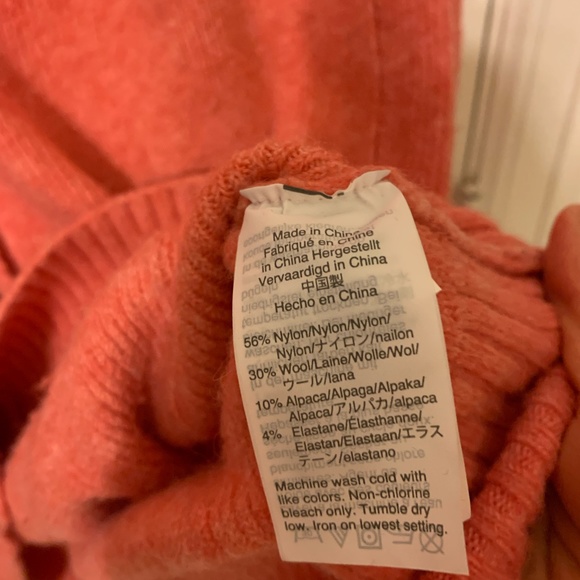 Made in China
Fabriqué en Chine
in China Hergestellt
Vervaardigd in China
中国製
Hecho en China
56% Nylon/Nylon/Nylon/
Nylon/ナイロン/nailon
30% Wool/Laine/Wolle/Wol/
ウール/lana
10% Alpaca/Alpaga/Alpaka/
Alpaca/アルパカ/alpaca
4% Elastane/Élasthanne/
Elastan/Elastaan/エラス
テーン/elastano
Machine wash cold with
like colors. Non-chlorine
bleach only. Tumble dry
low. Iron on lowest setting.